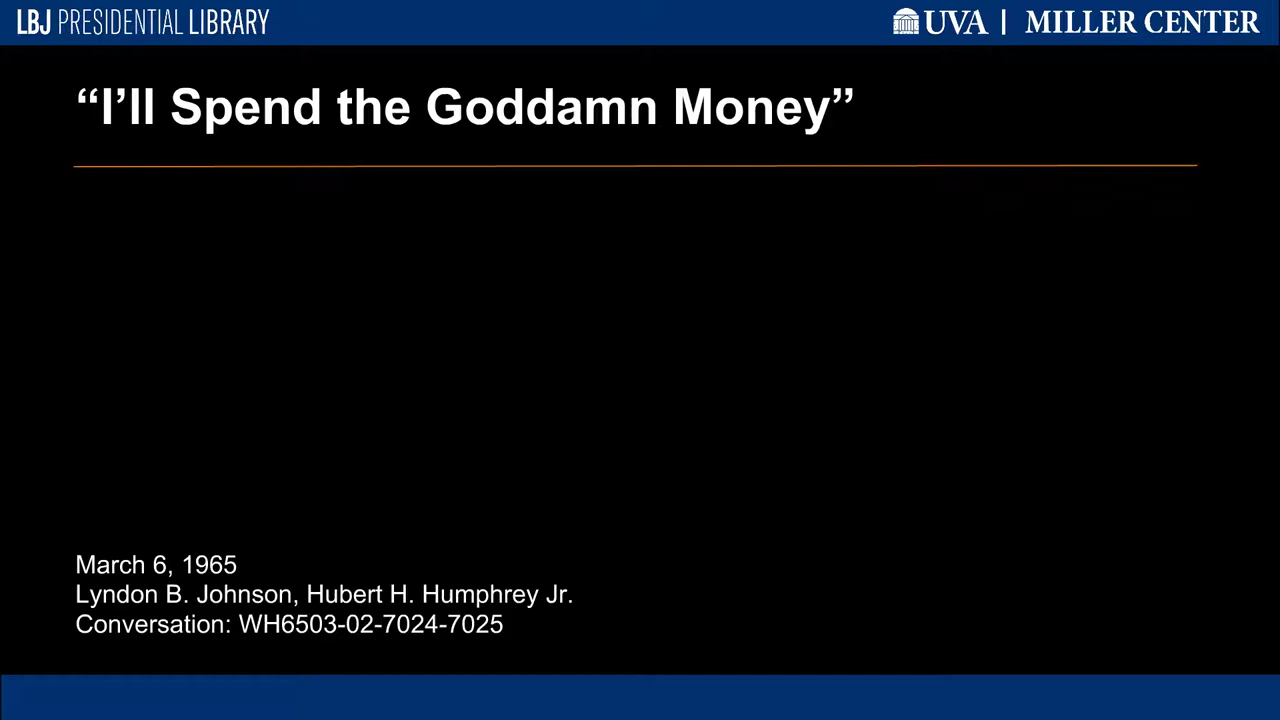 LBJ PRESIDENTIAL LIBRARY
UVA | MILLER CENTER
“I’ll Spend the Goddamn Money”
March 6, 1965
Lyndon B. Johnson, Hubert H. Humphrey Jr.
Conversation: WH6503-02-7024-7025